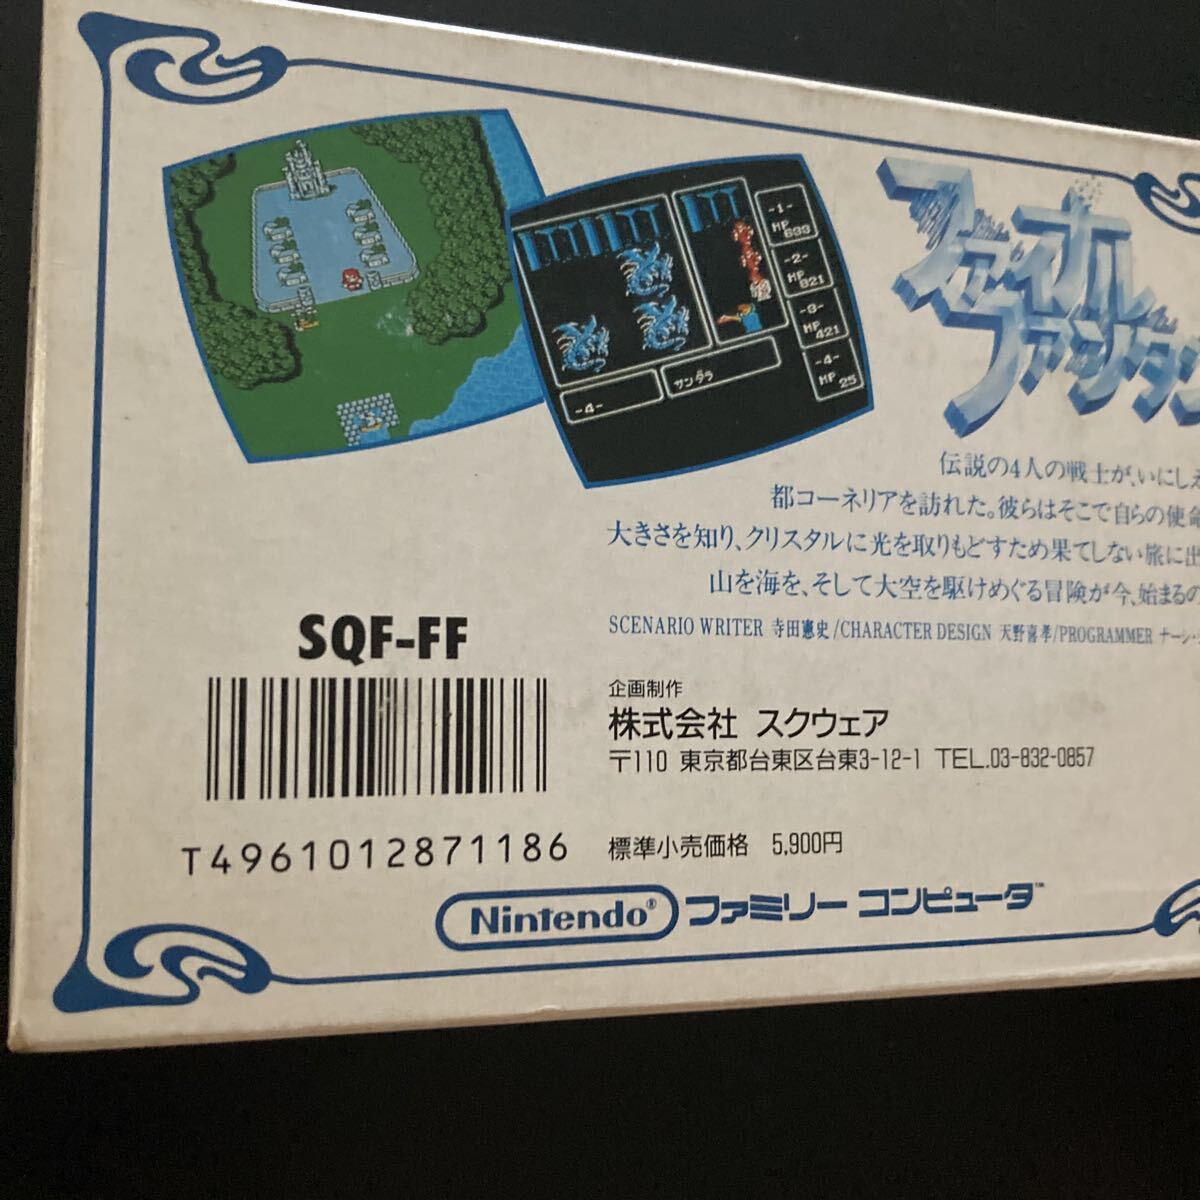 -1-
HP
-2-
HP
821
-3-
HP
421
-4-
HP
25
-4-
サンダラ
ファイナル
ファンタジ
伝説の4人の戦士が、いにしえ
都コーネリアを訪れた。彼らはそこで自らの使命
大きさを知り、クリスタルに光を取りもどすため果てしない旅に出
山を海を、そして大空を駆けめぐる冒険が今、始まるの
SCENARIO WRITER 寺田憲史/CHARACTER DESIGN 天野喜孝/PROGRAMMER ナーシ
SQF-FF
企画制作
株式会社 スクウェア
〒110 東京都台東区台東3-12-1 TEL.03-832-0857
T4961012871186
標準小売価格 5,900円
Nintendo® ファミリー コンピュータ™